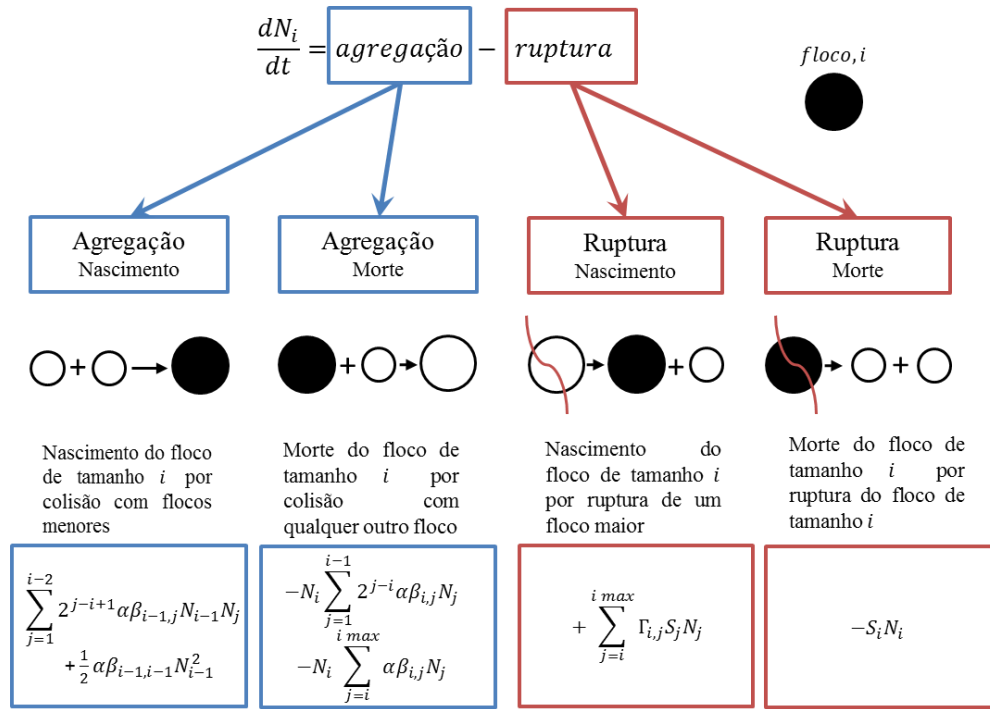 dN_i/dt = agregação − ruptura
floco, i
Agregação
Nascimento
Agregação
Morte
Ruptura
Nascimento
Ruptura
Morte
+
+
+
+
Nascimento do floco
de tamanho i por
colisão com flocos
menores
Morte do floco de
tamanho i por
colisão com
qualquer outro floco
Nascimento do
floco de tamanho i
por ruptura de um
floco maior
Morte do floco de
tamanho i por
ruptura do floco de
tamanho i
∑_{j=1}^{i−2} 2^{j−i+1} αβ_{i−1,j} N_{i−1} N_j
+ ½ αβ_{i−1,i−1} N_{i−1}^2
−N_i ∑_{j=1}^{i−1} 2^{j−i} αβ_{i,j} N_j
−N_i ∑_{j=i}^{i max} αβ_{i,j} N_j
+ ∑_{j=i}^{i max} Γ_{i,j} S_j N_j
−S_i N_i